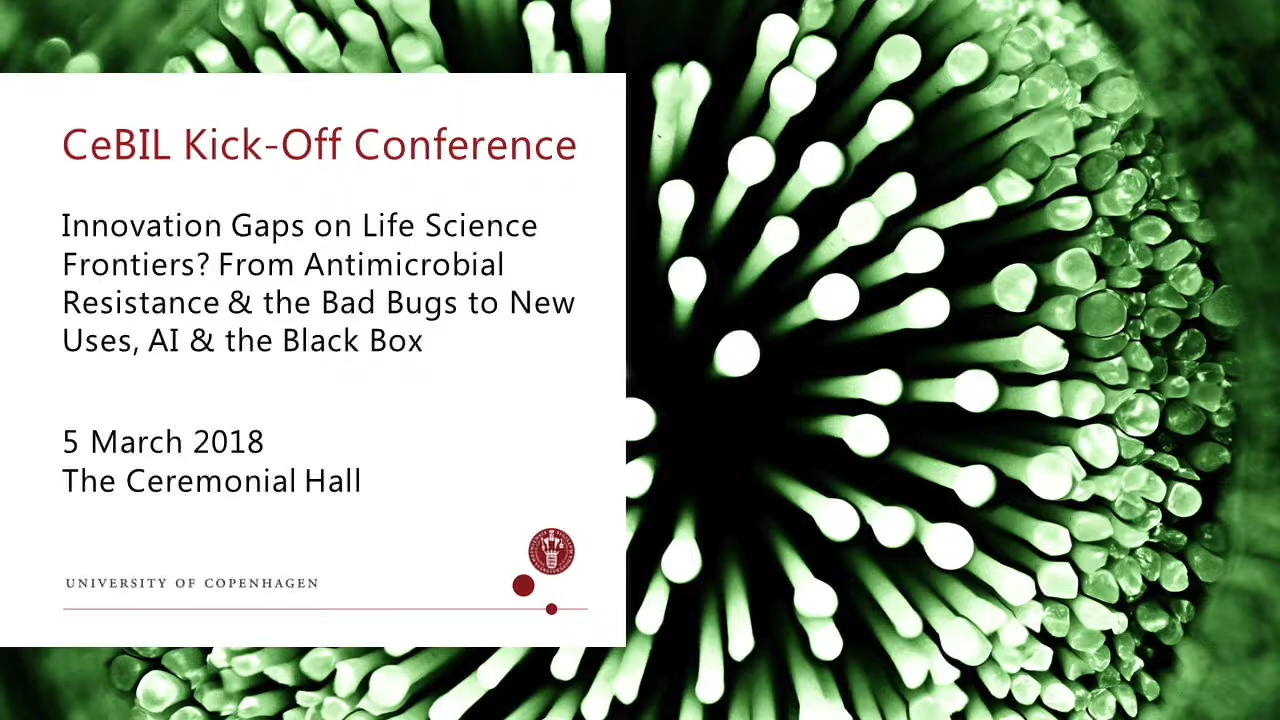 CeBIL Kick-Off Conference
Innovation Gaps on Life Science
Frontiers? From Antimicrobial
Resistance & the Bad Bugs to New
Uses, AI & the Black Box
5 March 2018
The Ceremonial Hall
UNIVERSITY OF COPENHAGEN